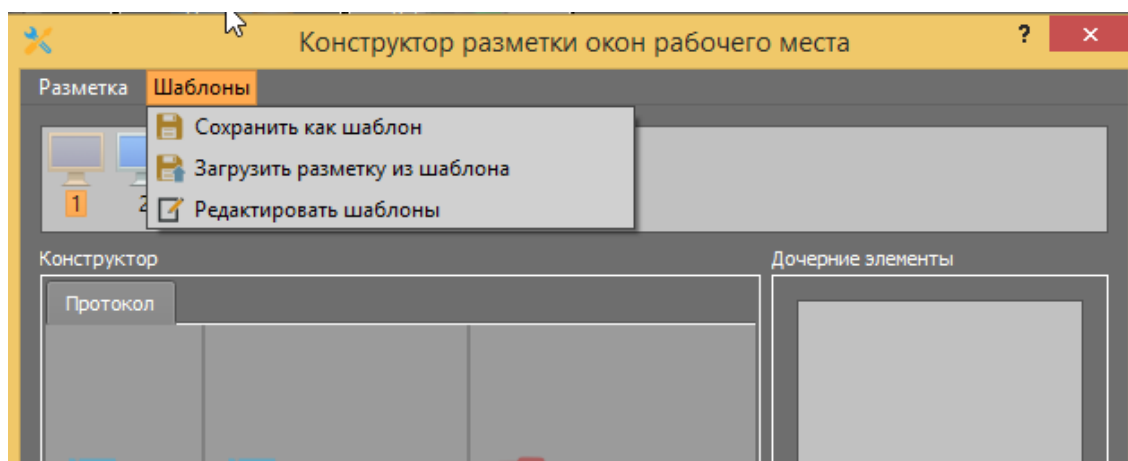 Конструктор разметки окон рабочего места
?
Разметка Шаблоны
Сохранить как шаблон
Загрузить разметку из шаблона
Редактировать шаблоны
1 2
Конструктор
Дочерние элементы
Протокол